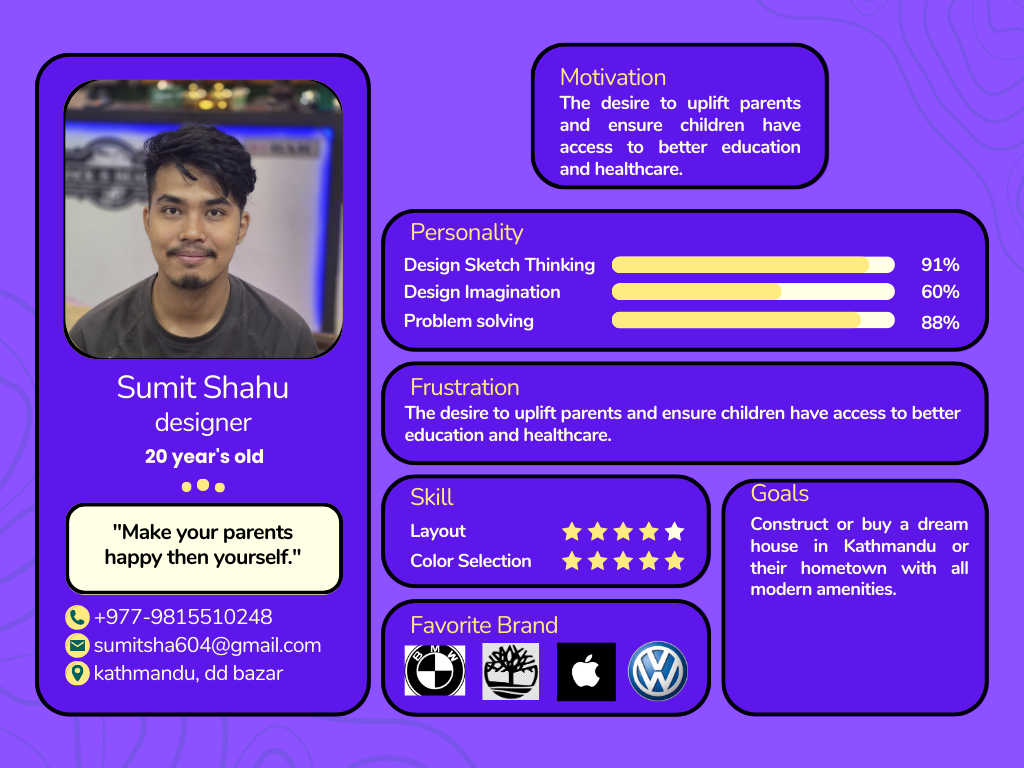 Sumit Shahu
designer
20 year's old
"Make your parents
happy then yourself."
+977-9815510248
sumitsha604@gmail.com
kathmandu, dd bazar
Motivation
The desire to uplift parents
and ensure children have
access to better education
and healthcare.
Personality
Design Sketch Thinking 91%
Design Imagination 60%
Problem solving 88%
Frustration
The desire to uplift parents and ensure children have access to better
education and healthcare.
Skill
Layout
Color Selection
Favorite Brand
BMW
VW
Goals
Construct or buy a dream
house in Kathmandu or
their hometown with all
modern amenities.